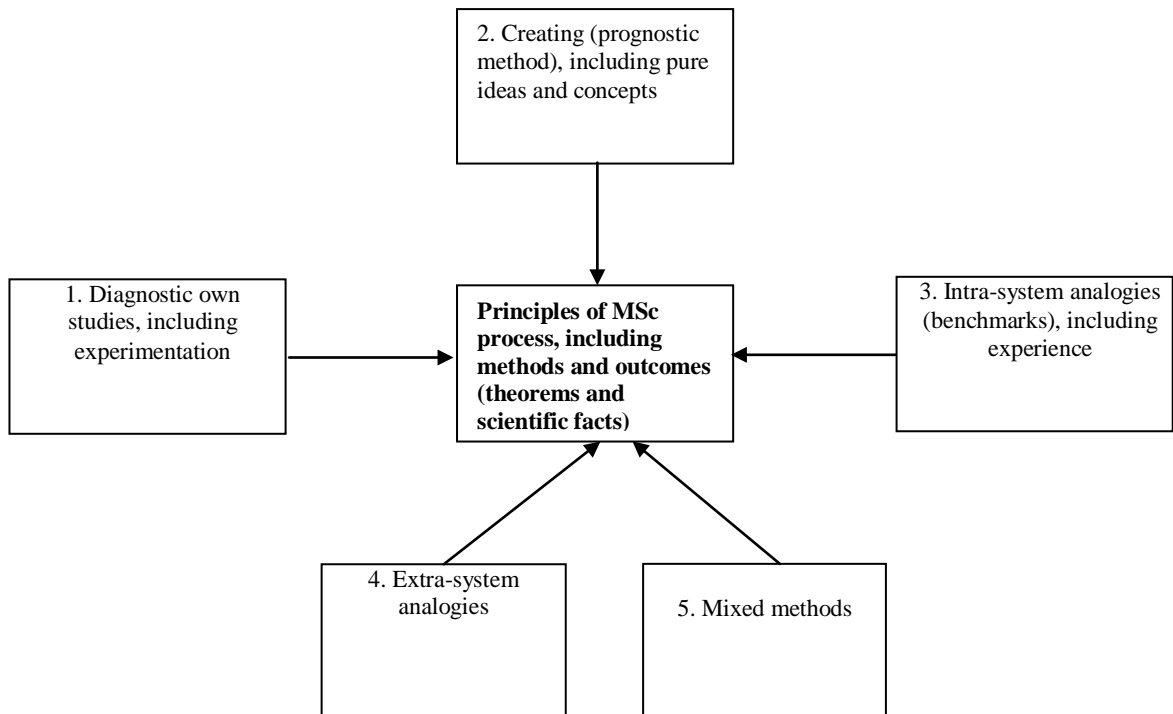 2. Creating (prognostic
method), including pure
ideas and concepts
1. Diagnostic own
studies, including
experimentation
Principles of MSc
process, including
methods and outcomes
(theorems and
scientific facts)
3. Intra-system analogies
(benchmarks), including
experience
4. Extra-system
analogies
5. Mixed methods